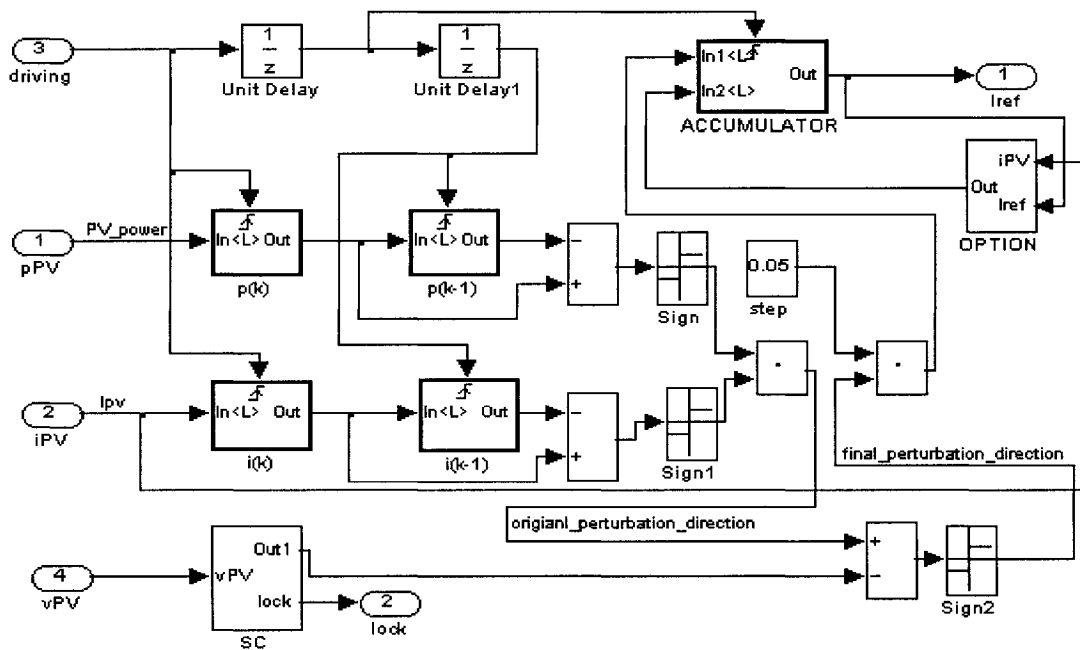 3
driving
1
z
Unit Delay
1
z
Unit Delay1
In1<L>
In2<L>
Out
ACCUMULATOR
1
Iref
iPV
Out
Iref
OPTION
1
pPV
PV_power
In<L> Out
p(k)
In<L> Out
p(k-1)
-
+
Sign
0.05
step
.
.
2
iPV
Ipv
In<L> Out
i(k)
In<L> Out
i(k-1)
-
+
Sign1
final_perturbation_direction
origianl_perturbation_direction
4
vPV
Out1
vPV
lock
SC
2
lock
+
-
Sign2